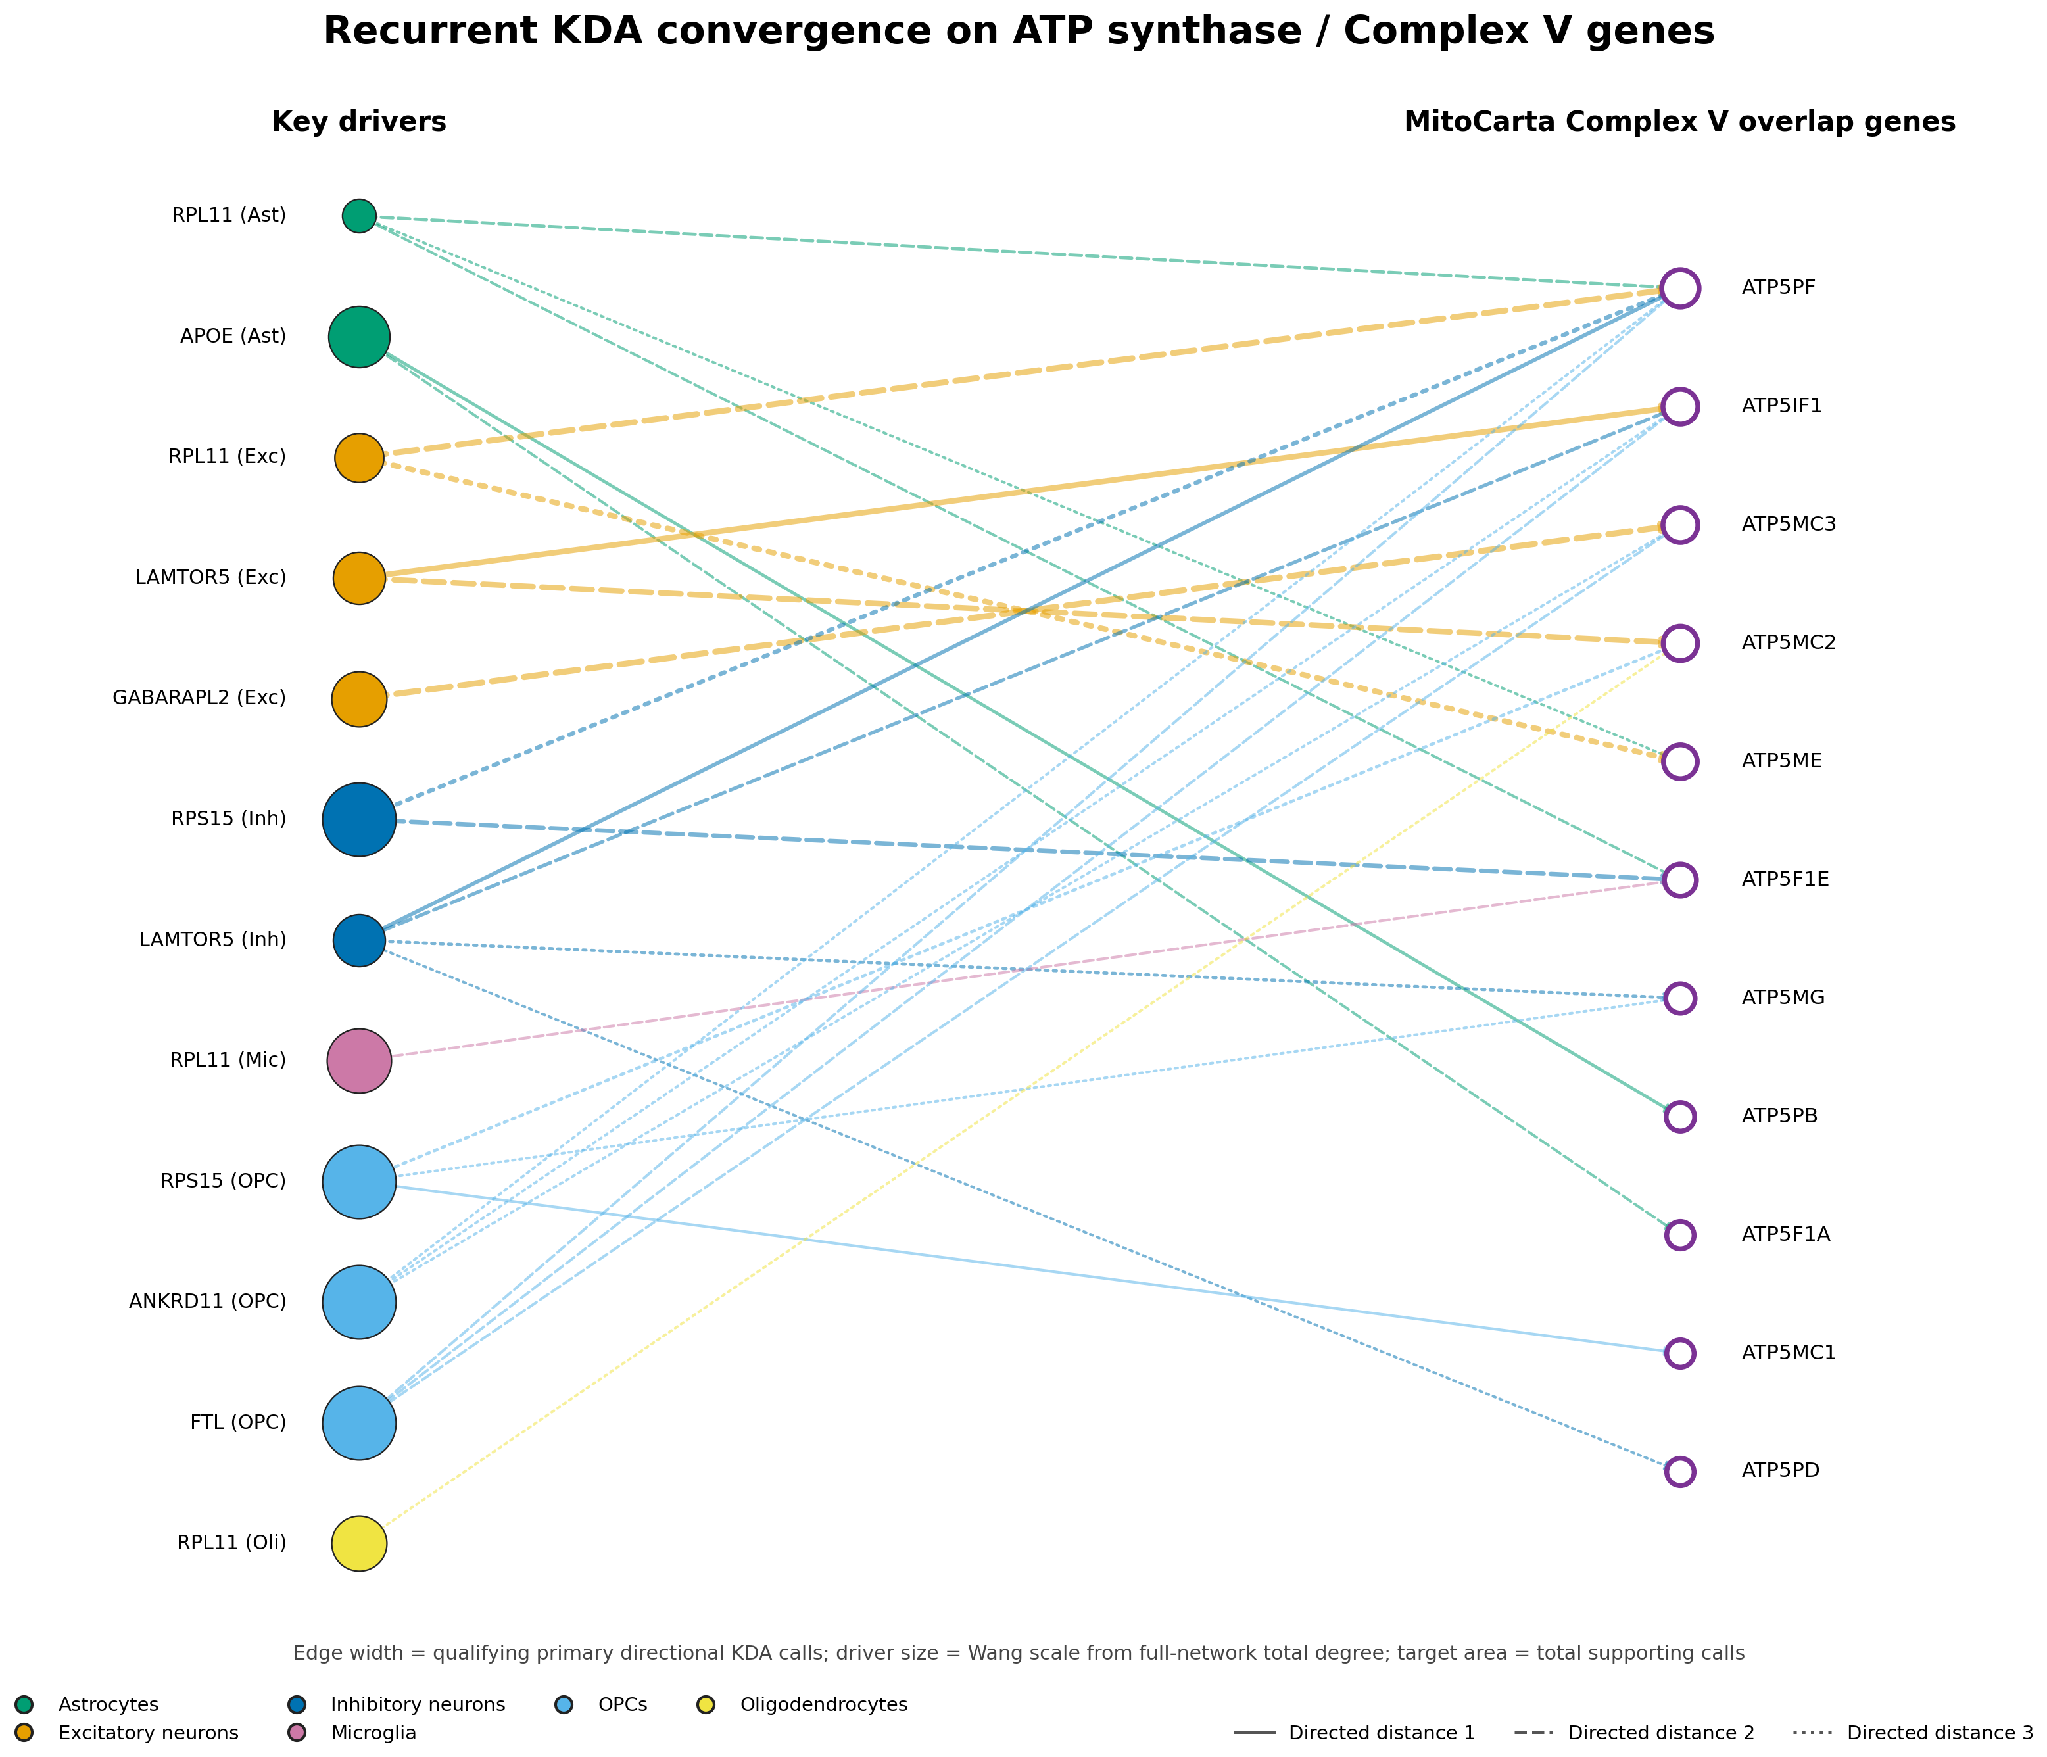 Recurrent KDA convergence on ATP synthase / Complex V genes
Key drivers
MitoCarta Complex V overlap genes
RPL11 (Ast)
APOE (Ast)
RPL11 (Exc)
LAMTOR5 (Exc)
GABARAPL2 (Exc)
RPS15 (Inh)
LAMTOR5 (Inh)
RPL11 (Mic)
RPS15 (OPC)
ANKRD11 (OPC)
FTL (OPC)
RPL11 (Oli)
ATP5PF
ATP5IF1
ATP5MC3
ATP5MC2
ATP5ME
ATP5F1E
ATP5MG
ATP5PB
ATP5F1A
ATP5MC1
ATP5PD
Edge width = qualifying primary directional KDA calls; driver size = Wang scale from full-network total degree; target area = total supporting calls
Astrocytes
Excitatory neurons
Inhibitory neurons
Microglia
OPCs
Oligodendrocytes
Directed distance 1
Directed distance 2
Directed distance 3